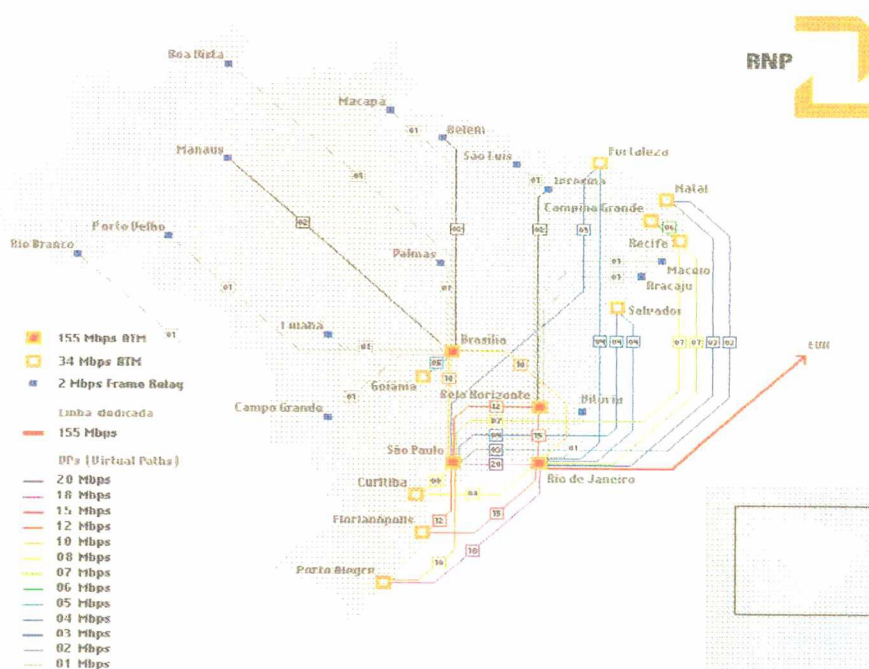 RNP
Boa Vista
Macapá
Belém
Manaus
São Luis
Fortaleza
Teresina
Natal
Campina Grande
Recife
Porto Velho
Rio Branco
Palmas
Maceió
Aracaju
Salvador
EUA
Cuiabá
Brasília
Goiânia
Belo Horizonte
Vitória
Campo Grande
São Paulo
Rio de Janeiro
Curitiba
Florianópolis
Porto Alegre
155 Mbps ATM
34 Mbps ATM
2 Mbps Frame Relay
Linha dedicada
155 Mbps
VPs (Virtual Paths)
20 Mbps
18 Mbps
15 Mbps
12 Mbps
10 Mbps
08 Mbps
07 Mbps
06 Mbps
05 Mbps
04 Mbps
03 Mbps
02 Mbps
01 Mbps